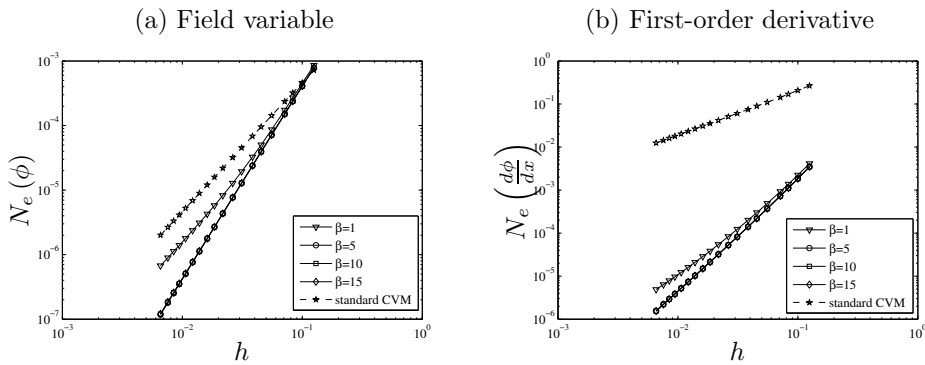 (a) Field variable
10^{-3}
10^{-4}
10^{-5}
10^{-6}
10^{-7}
N_e (ϕ)
β=1
β=5
β=10
β=15
standard CVM
10^{-3} 10^{-2} 10^{-1} 10^{0}
h
(b) First-order derivative
10^{0}
10^{-1}
10^{-2}
10^{-3}
10^{-4}
10^{-5}
10^{-6}
N_e (dϕ/dx)
β=1
β=5
β=10
β=15
standard CVM
10^{-3} 10^{-2} 10^{-1} 10^{0}
h